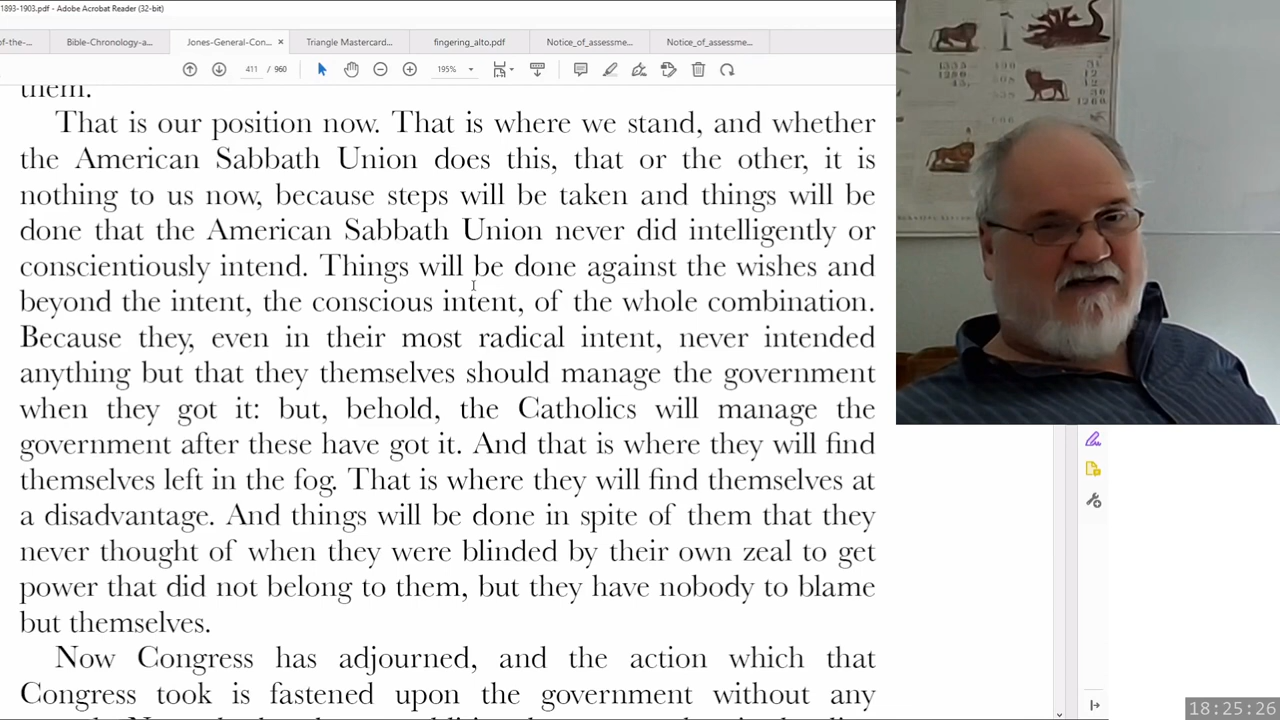 1893-1903.pdf - Adobe Acrobat Reader (32-bit)
of-the-... Bible-Chronology-a... Jones-General-Con... × Triangle Mastercard... fingering_alto.pdf Notice_of_assessme... Notice_of_assessme...
411 / 960 195%
them.
That is our position now. That is where we stand, and whether
the American Sabbath Union does this, that or the other, it is
nothing to us now, because steps will be taken and things will be
done that the American Sabbath Union never did intelligently or
conscientiously intend. Things will be done against the wishes and
beyond the intent, the conscious intent, of the whole combination.
Because they, even in their most radical intent, never intended
anything but that they themselves should manage the government
when they got it: but, behold, the Catholics will manage the
government after these have got it. And that is where they will find
themselves left in the fog. That is where they will find themselves at
a disadvantage. And things will be done in spite of them that they
never thought of when they were blinded by their own zeal to get
power that did not belong to them, but they have nobody to blame
but themselves.
Now Congress has adjourned, and the action which that
Congress took is fastened upon the government without any
1335
1290
45
1260
18:25:26